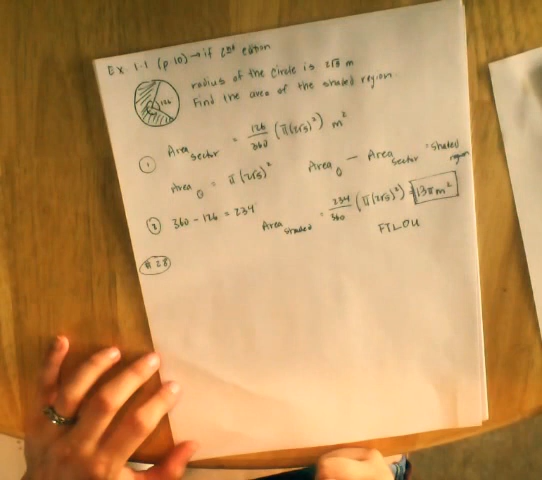 Ex. 1.1 (p 10) → if 2nd edition
radius of the circle is 2√5 m
Find the area of the shaded region.
126
① Area sector = 126/360 (π(2√5)²) m²
Area ⊙ = π(2√5)² Area ⊙ - Area sector = shaded region
② 360 - 126 = 234 Area shaded = 234/360 (π(2√5)²) = 13πm²
FTLOU
# 28